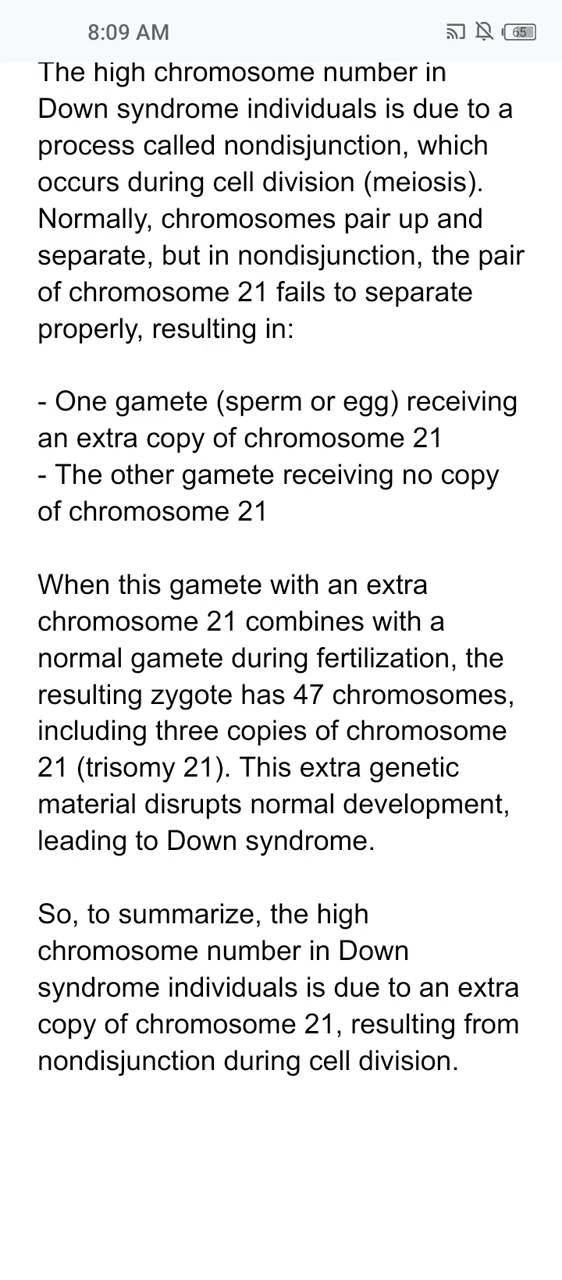 8:09 AM
65
The high chromosome number in
Down syndrome individuals is due to a
process called nondisjunction, which
occurs during cell division (meiosis).
Normally, chromosomes pair up and
separate, but in nondisjunction, the pair
of chromosome 21 fails to separate
properly, resulting in:
- One gamete (sperm or egg) receiving
an extra copy of chromosome 21
- The other gamete receiving no copy
of chromosome 21
When this gamete with an extra
chromosome 21 combines with a
normal gamete during fertilization, the
resulting zygote has 47 chromosomes,
including three copies of chromosome
21 (trisomy 21). This extra genetic
material disrupts normal development,
leading to Down syndrome.
So, to summarize, the high
chromosome number in Down
syndrome individuals is due to an extra
copy of chromosome 21, resulting from
nondisjunction during cell division.